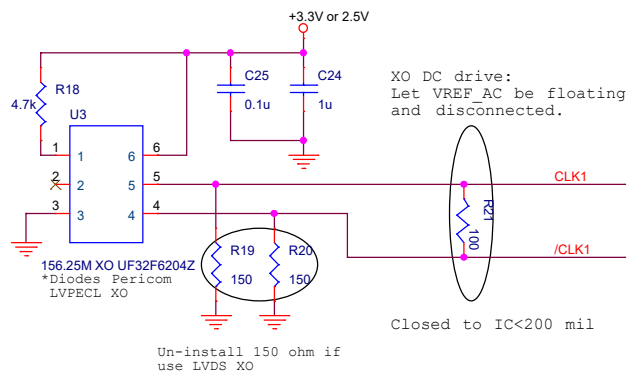 +3.3V or 2.5V
R18
4.7k
U3
C25
0.1u
C24
1u
XO DC drive:
Let VREF_AC be floating
and disconnected.
1 1 6 6
2 2 5 5
3 3 4 4
CLK1
R21
100
/CLK1
R19
150
R20
150
156.25M XO UF32F6204Z
*Diodes Pericom
LVPECL XO
Closed to IC<200 mil
Un-install 150 ohm if
use LVDS XO